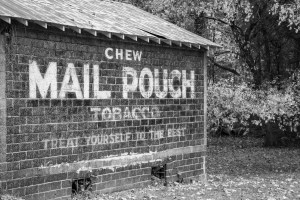 CHEW
MAIL POUCH
TOBACCO
TREAT YOURSELF TO THE BEST